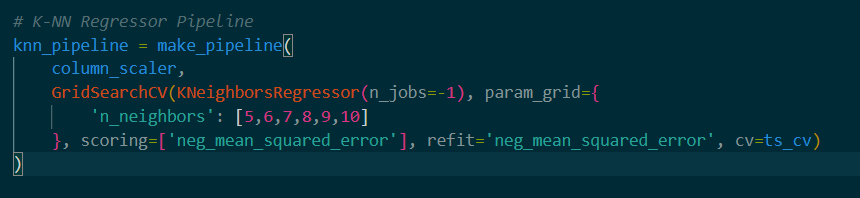 # K-NN Regressor Pipeline
knn_pipeline = make_pipeline(
    column_scaler,
    GridSearchCV(KNeighborsRegressor(n_jobs=-1), param_grid={
        'n_neighbors': [5,6,7,8,9,10]
    }, scoring=['neg_mean_squared_error'], refit='neg_mean_squared_error', cv=ts_cv)
)